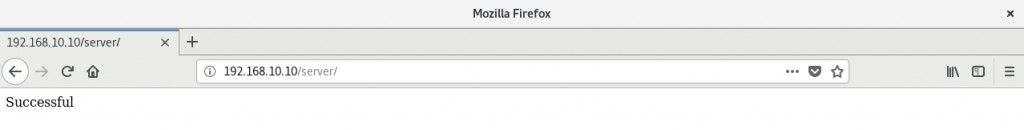 Mozilla Firefox
192.168.10.10/server/
192.168.10.10/server/
Successful